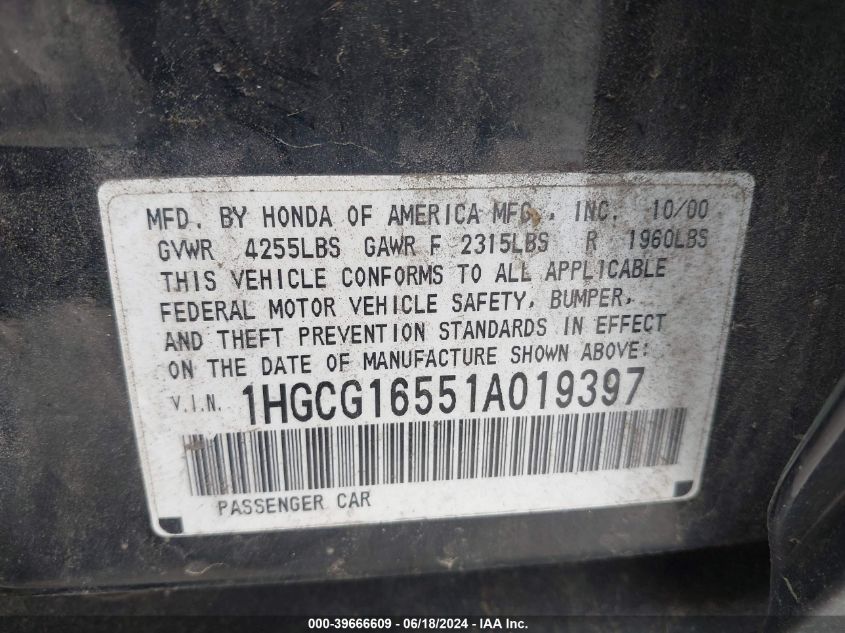 MFD. BY HONDA OF AMERICA MFG., INC. 10/00
GVWR 4255LBS GAWR F 2315LBS R 1960LBS
THIS VEHICLE CONFORMS TO ALL APPLICABLE
FEDERAL MOTOR VEHICLE SAFETY, BUMPER,
AND THEFT PREVENTION STANDARDS IN EFFECT
ON THE DATE OF MANUFACTURE SHOWN ABOVE:
V.I.N. 1HGCG16551A019397
PASSENGER CAR
000-39666609 - 06/18/2024 - IAA Inc.